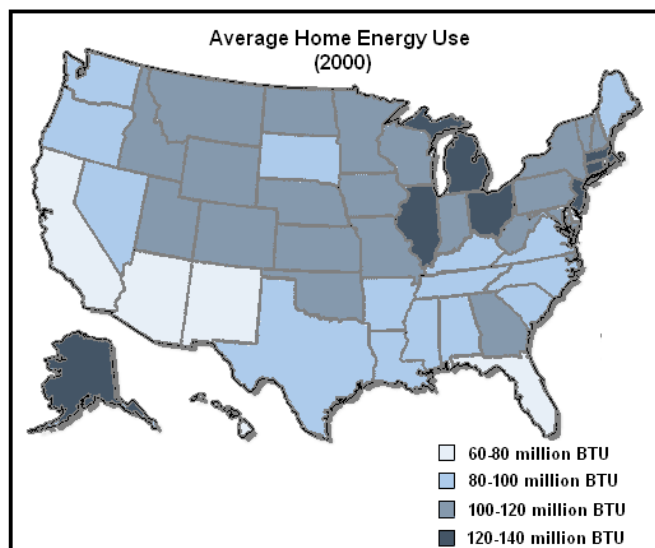 Average Home Energy Use
(2000)
60-80 million BTU
80-100 million BTU
100-120 million BTU
120-140 million BTU